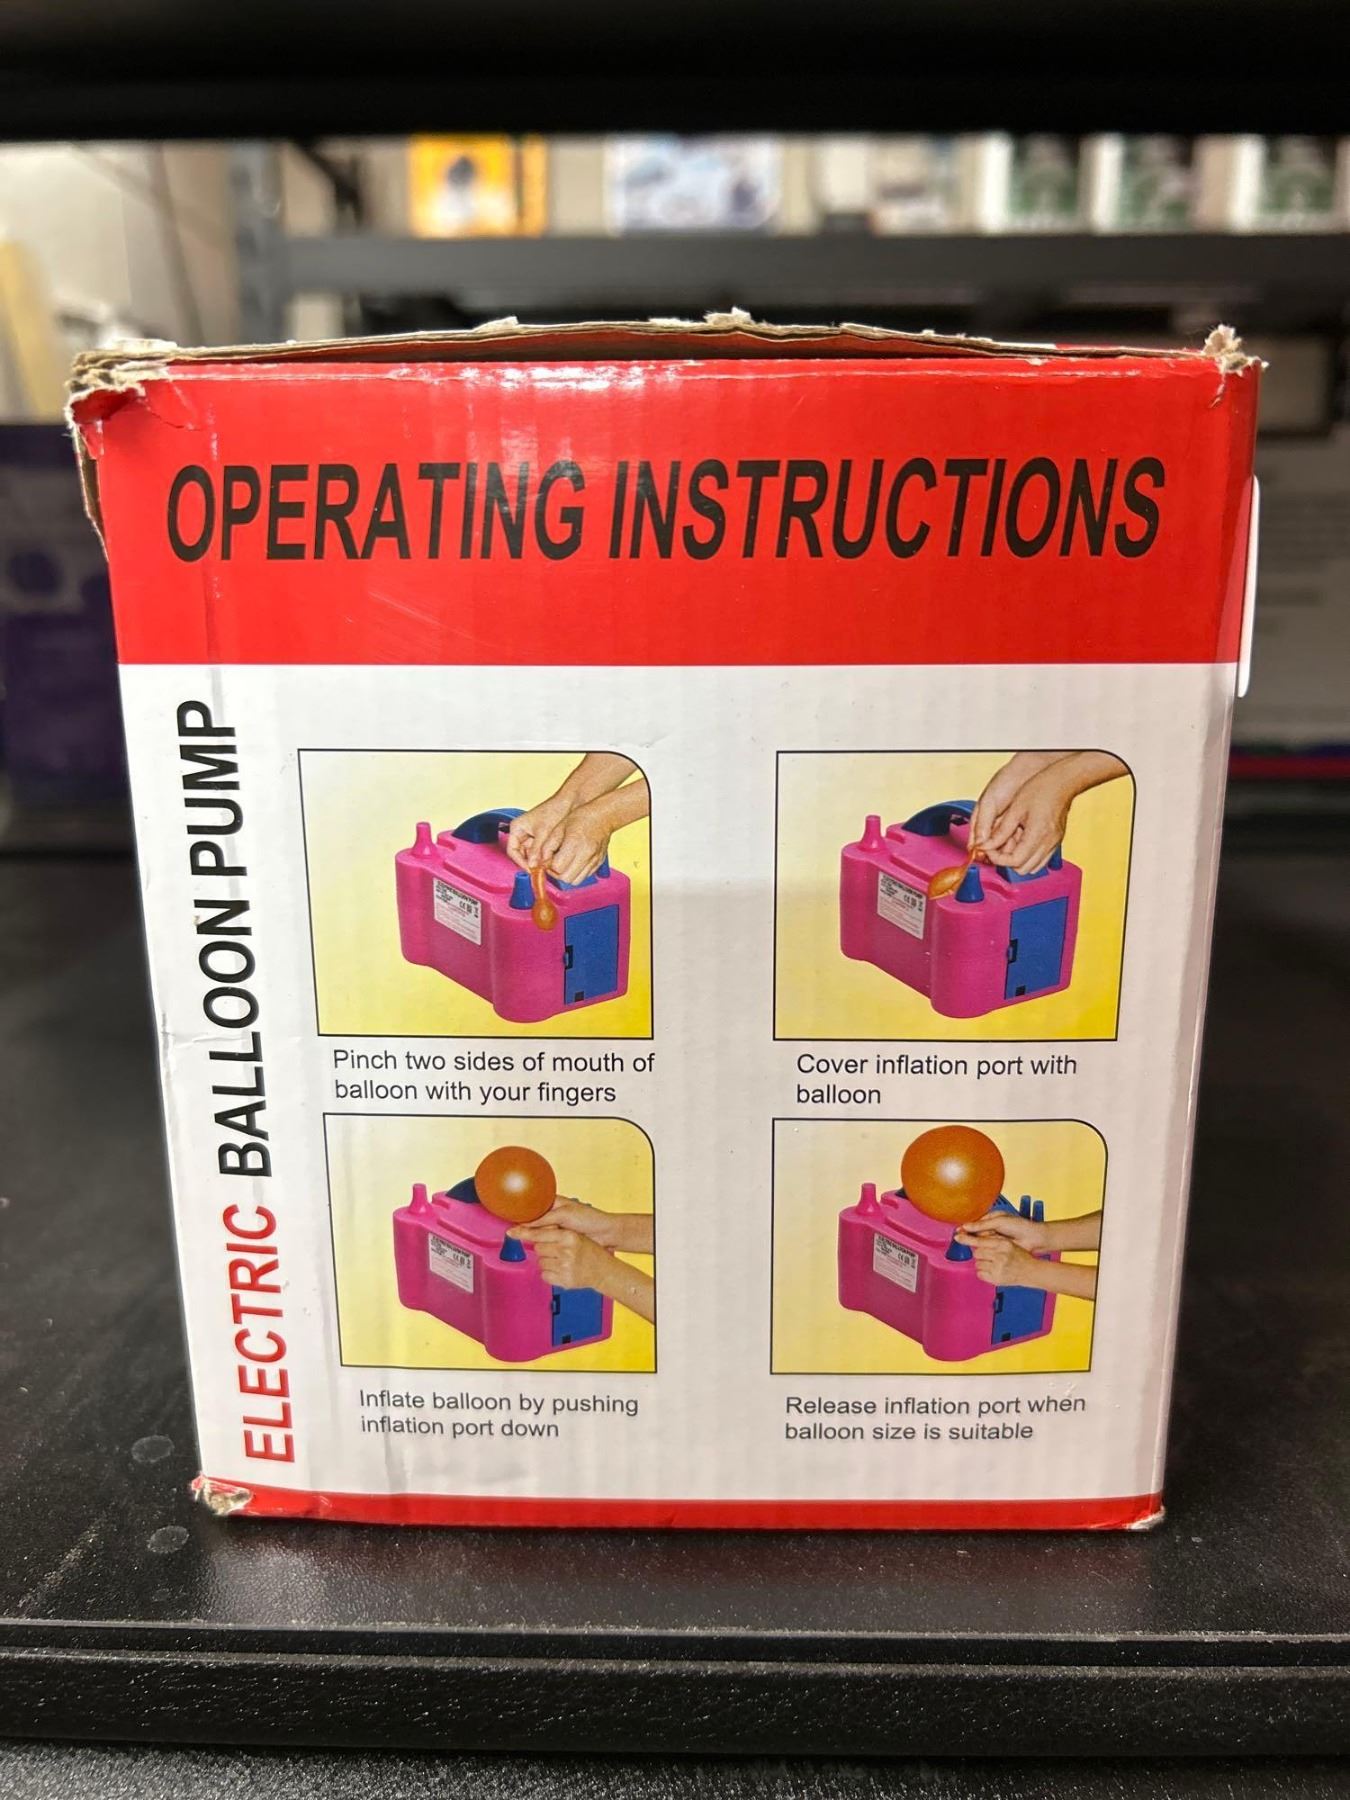 OPERATING INSTRUCTIONS
ELECTRIC BALLOON PUMP
Pinch two sides of mouth of
balloon with your fingers
Cover inflation port with
balloon
Inflate balloon by pushing
inflation port down
Release inflation port when
balloon size is suitable